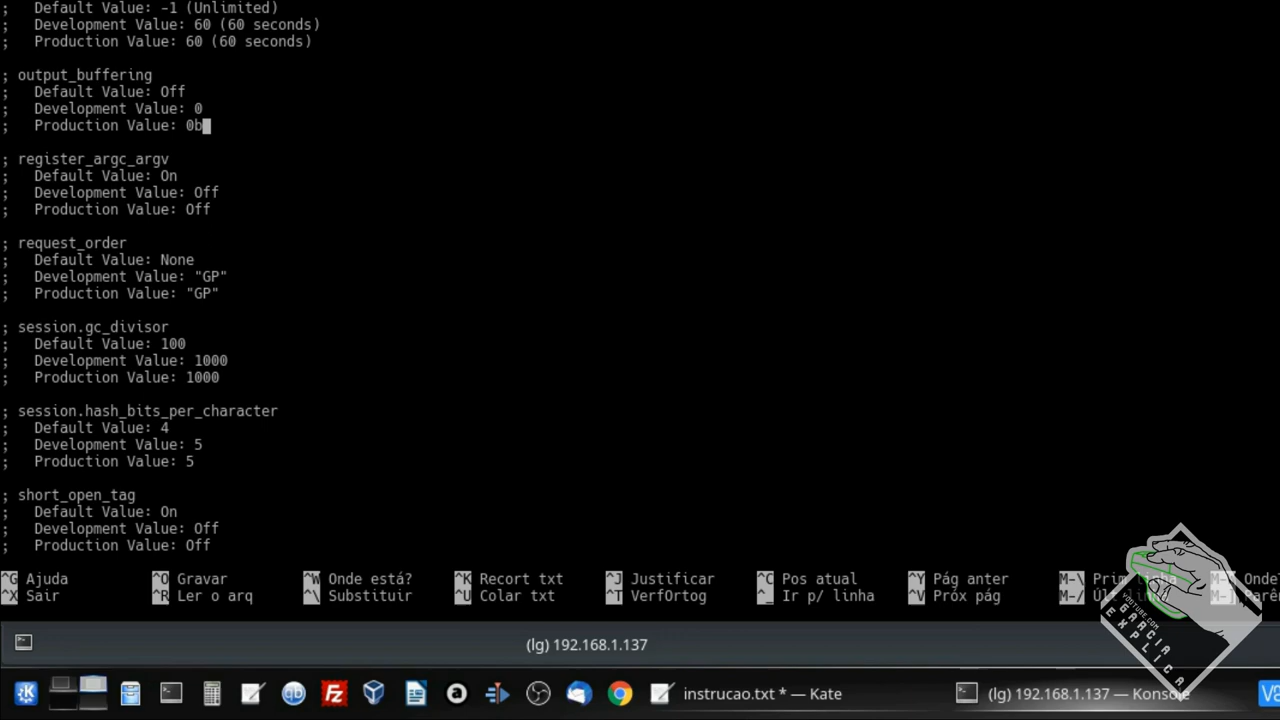 ;   Default Value: -1 (Unlimited)
;   Development Value: 60 (60 seconds)
;   Production Value: 60 (60 seconds)
; output_buffering
;   Default Value: Off
;   Development Value: 0
;   Production Value: 0b
; register_argc_argv
;   Default Value: On
;   Development Value: Off
;   Production Value: Off
; request_order
;   Default Value: None
;   Development Value: "GP"
;   Production Value: "GP"
; session.gc_divisor
;   Default Value: 100
;   Development Value: 1000
;   Production Value: 1000
; session.hash_bits_per_character
;   Default Value: 4
;   Development Value: 5
;   Production Value: 5
; short_open_tag
;   Default Value: On
;   Development Value: Off
;   Production Value: Off
^G Ajuda ^O Gravar ^W Onde está? ^K Recort txt ^J Justificar ^C Pos atual ^Y Pág anter M-\
^X Sair ^R Ler o arq ^\ Substituir ^U Colar txt ^T VerfOrtog ^_ Ir p/ linha ^V Próx pág M-/
YOUTUBE.COM
GARCIA
EXPLICA
(lg) 192.168.1.137
instrucao.txt * — Kate (lg) 192.168.1.137 — Konsole